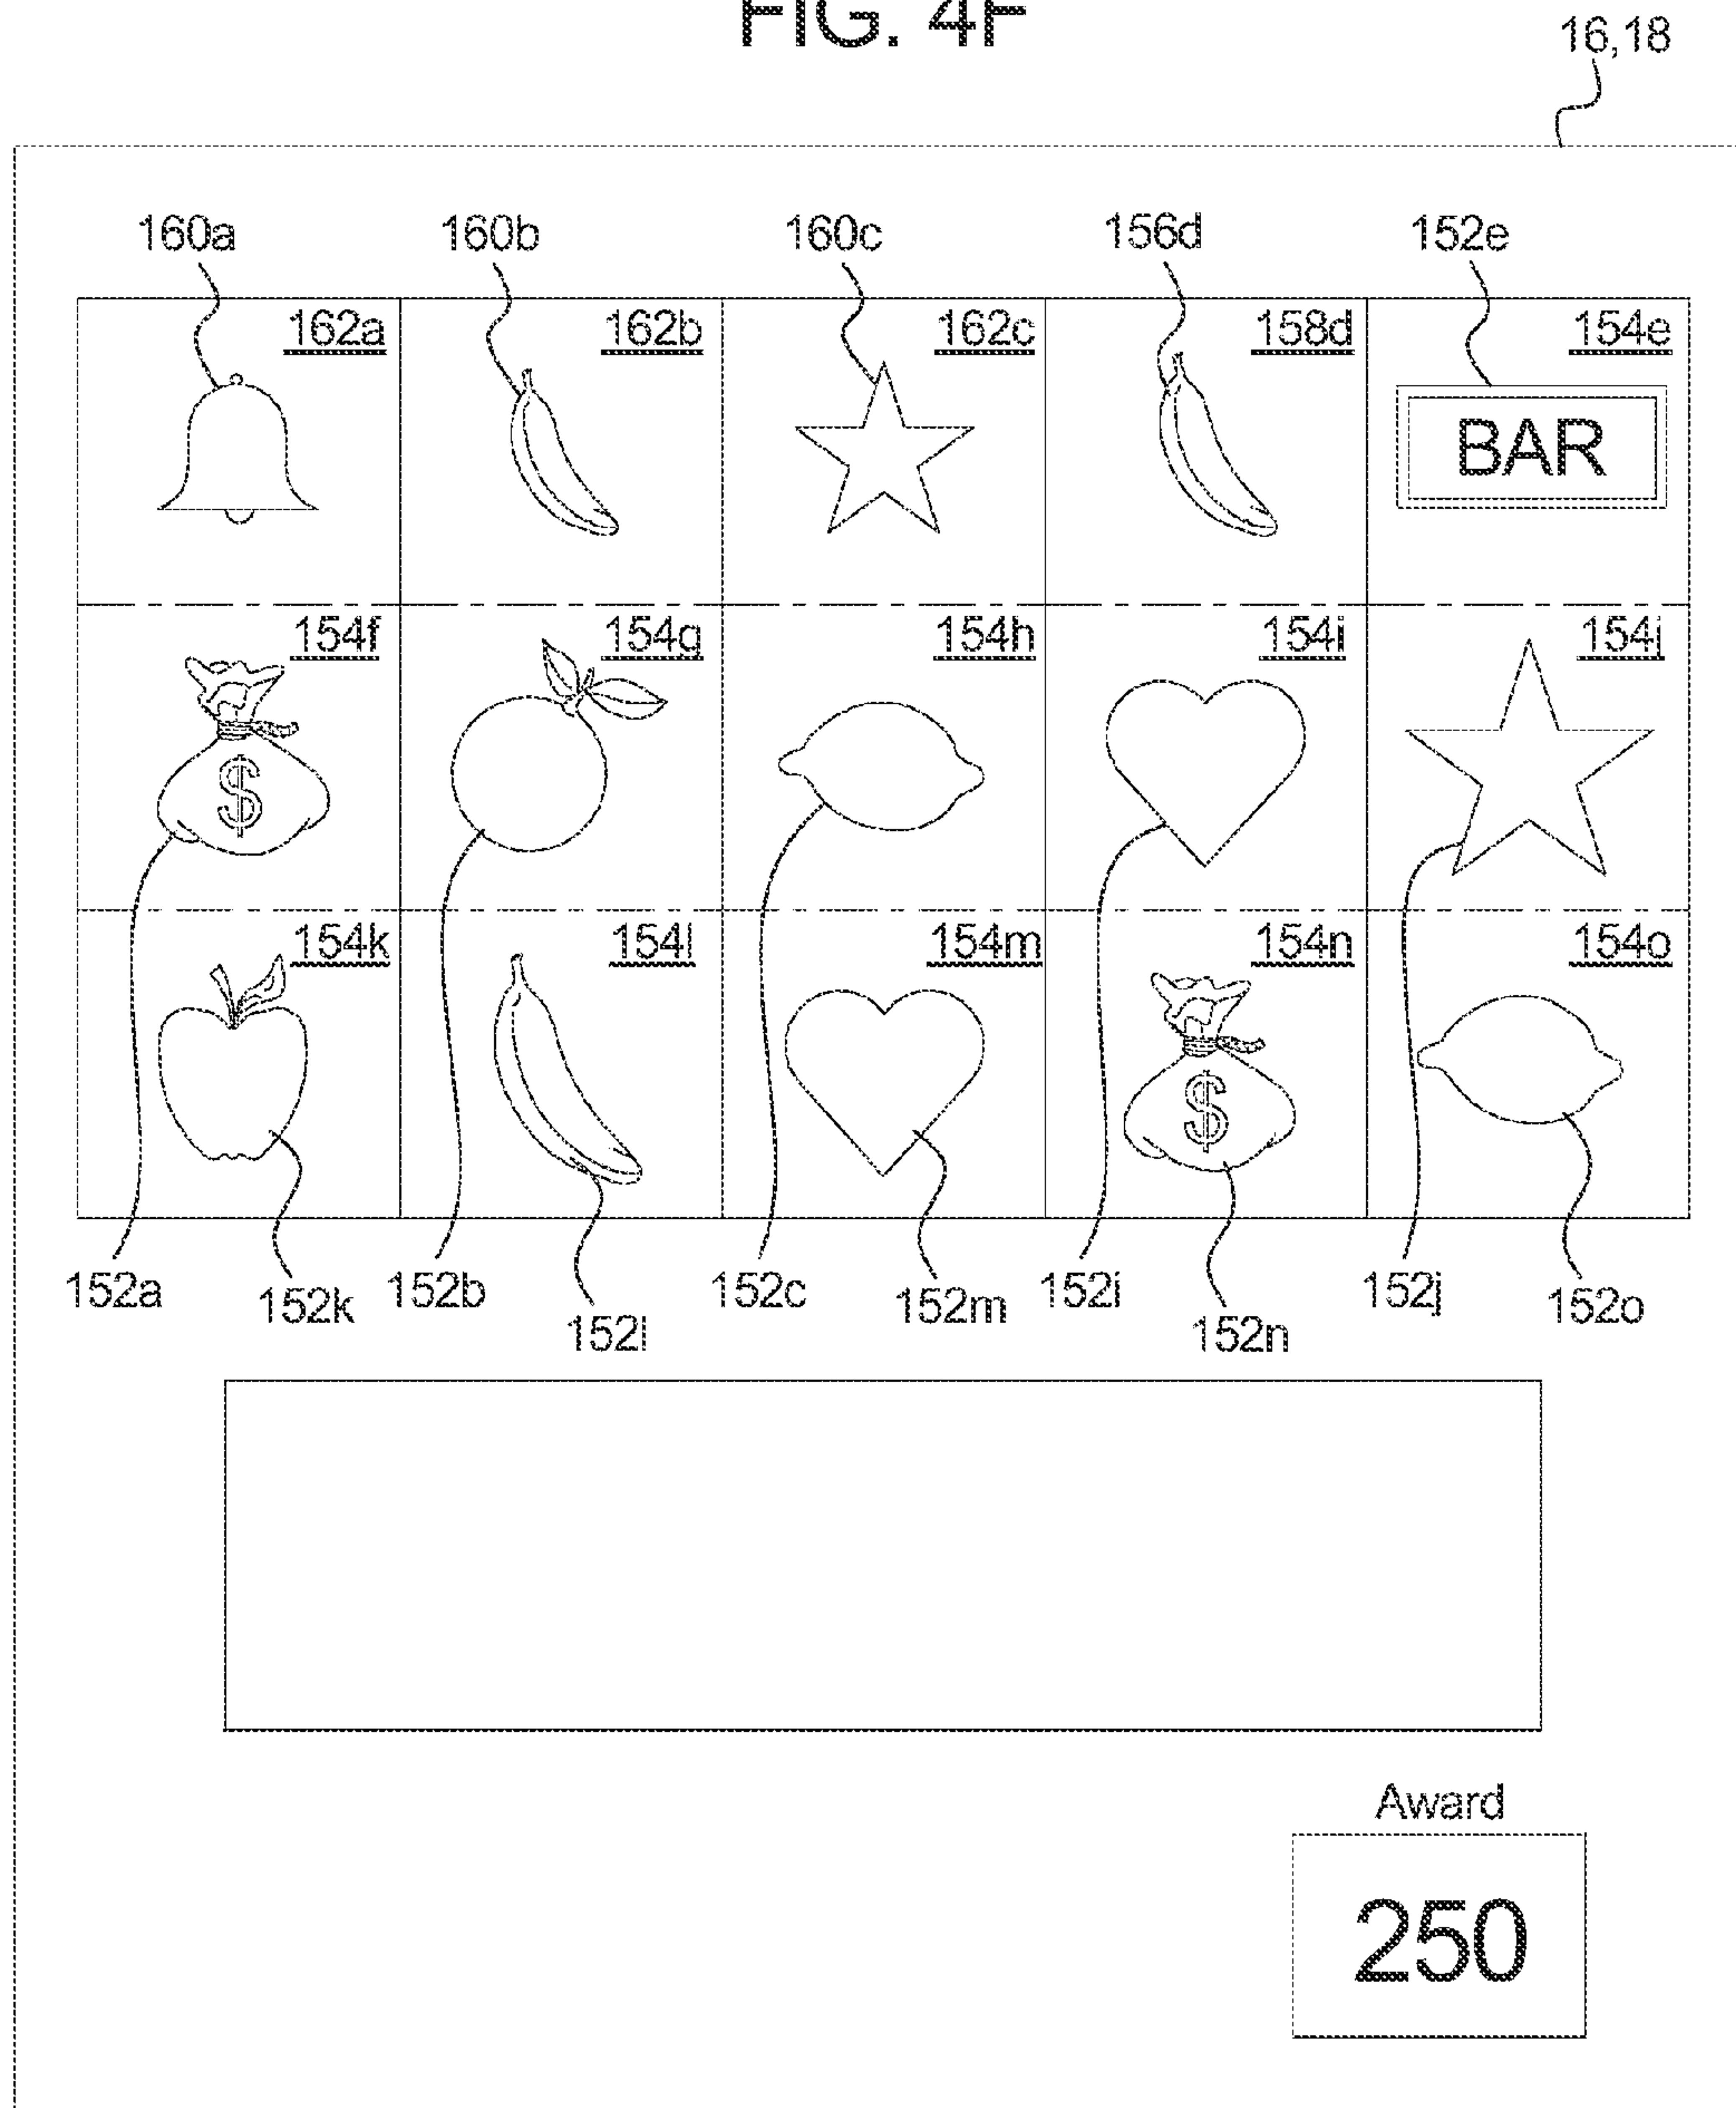 FIG. 4F
16,18
160a 160b 160c 156d 152e
162a 162b 162c 158d 154e
BAR
154f 154g 154h 154i 154j
$
154k 154l 154m 154n 154o
$
152a 152k 152b 152l 152c 152m 152i 152n 152j 152o
Award
250